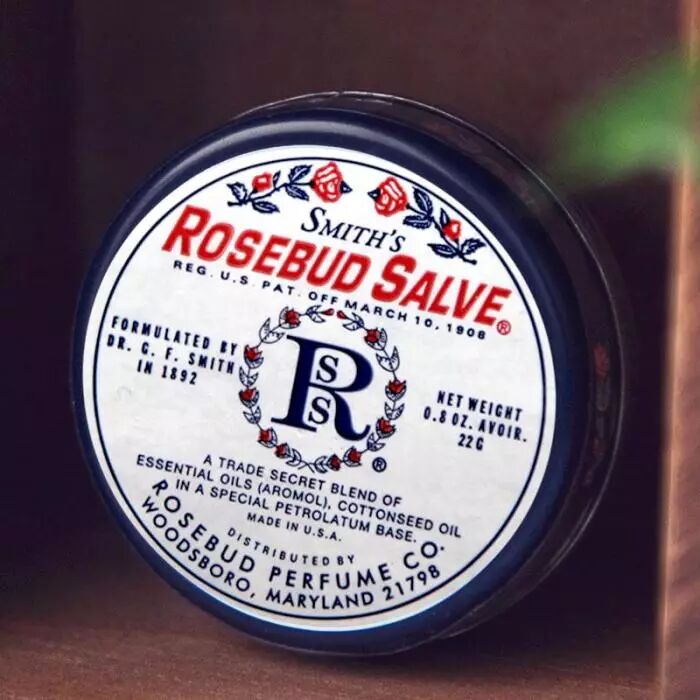 SMITH'S
ROSEBUD SALVE®
REG. U.S. PAT. OFF MARCH 10, 1908
FORMULATED BY
DR. G. F. SMITH
IN 1892
RSS
®
NET WEIGHT
0.8 OZ. AVOIR.
22G
A TRADE SECRET BLEND OF
ESSENTIAL OILS (AROMOL), COTTONSEED OIL
IN A SPECIAL PETROLATUM BASE.
MADE IN U.S.A.
DISTRIBUTED BY
ROSEBUD PERFUME CO.
WOODSBORO, MARYLAND 21798